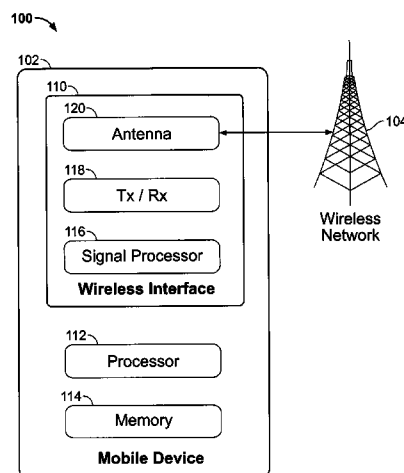 100
102
110
120
Antenna
104
118
Tx / Rx
Wireless
Network
116
Signal Processor
Wireless Interface
112
Processor
114
Memory
Mobile Device